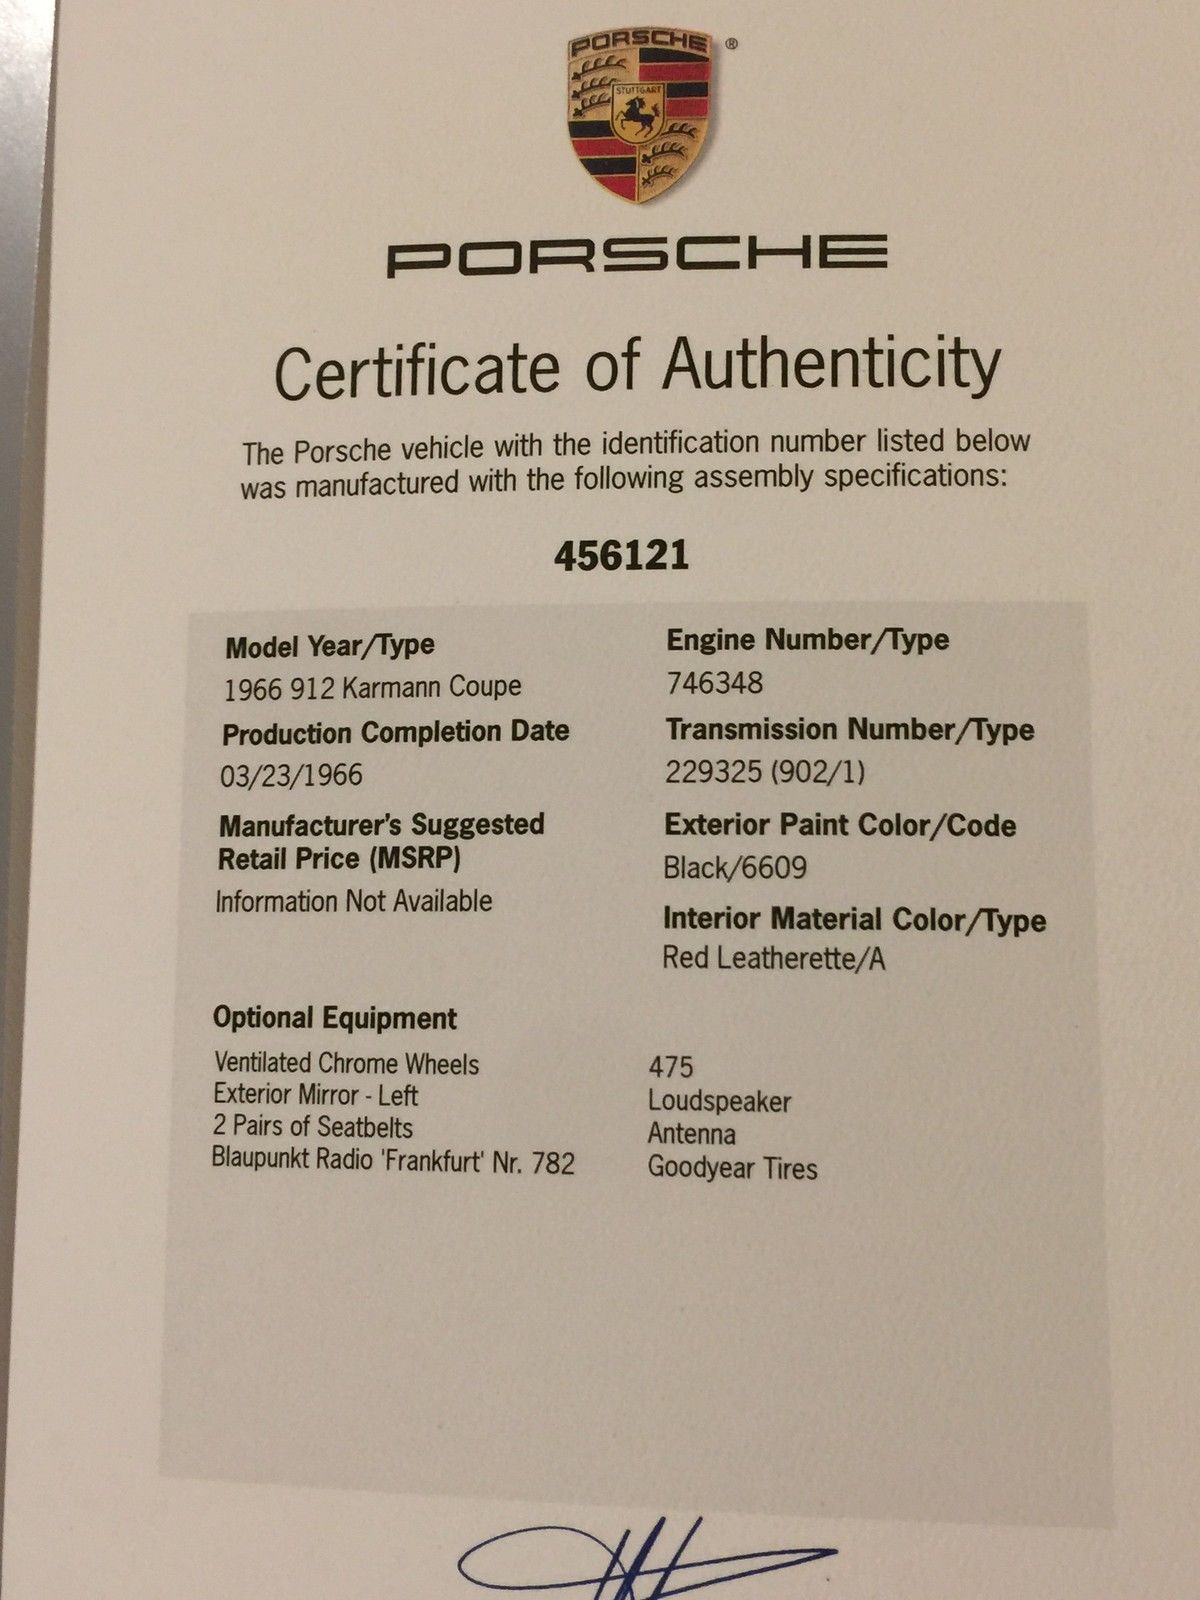 PORSCHE
®
STUTTGART
PORSCHE
Certificate of Authenticity
The Porsche vehicle with the identification number listed below
was manufactured with the following assembly specifications:
456121
Model Year/Type
1966 912 Karmann Coupe
Production Completion Date
03/23/1966
Manufacturer's Suggested
Retail Price (MSRP)
Information Not Available
Engine Number/Type
746348
Transmission Number/Type
229325 (902/1)
Exterior Paint Color/Code
Black/6609
Interior Material Color/Type
Red Leatherette/A
Optional Equipment
Ventilated Chrome Wheels
Exterior Mirror - Left
2 Pairs of Seatbelts
Blaupunkt Radio 'Frankfurt' Nr. 782
475
Loudspeaker
Antenna
Goodyear Tires